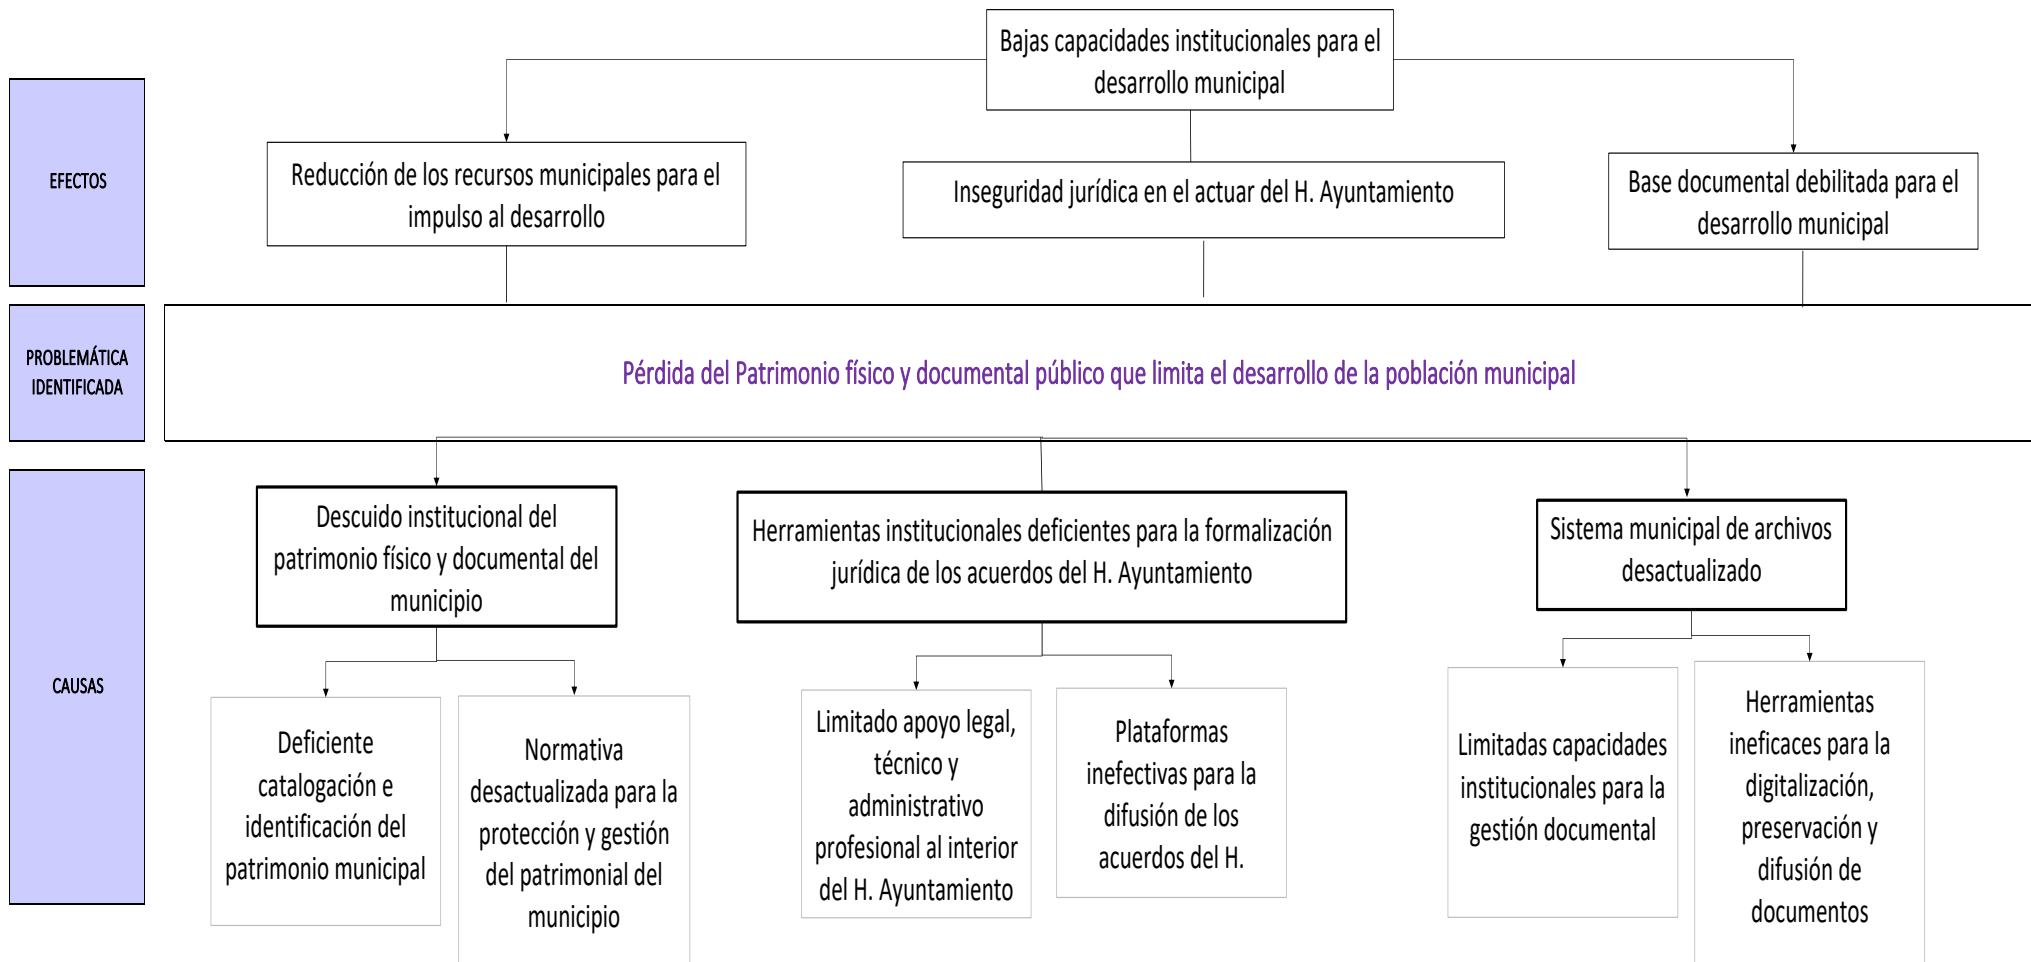 Bajas capacidades institucionales para el
desarrollo municipal
EFECTOS
Reducción de los recursos municipales para el
impulso al desarrollo
Inseguridad jurídica en el actuar del H. Ayuntamiento
Base documental debilitada para el
desarrollo municipal
PROBLEMÁTICA
IDENTIFICADA
Pérdida del Patrimonio físico y documental público que limita el desarrollo de la población municipal
CAUSAS
Descuido institucional del
patrimonio físico y documental del
municipio
Herramientas institucionales deficientes para la formalización
jurídica de los acuerdos del H. Ayuntamiento
Sistema municipal de archivos
desactualizado
Deficiente
catalogación e
identificación del
patrimonio municipal
Normativa
desactualizada para la
protección y gestión
del patrimonial del
municipio
Limitado apoyo legal,
técnico y
administrativo
profesional al interior
del H. Ayuntamiento
Plataformas
inefectivas para la
difusión de los
acuerdos del H.
Limitadas capacidades
institucionales para la
gestión documental
Herramientas
ineficaces para la
digitalización,
preservación y
difusión de
documentos